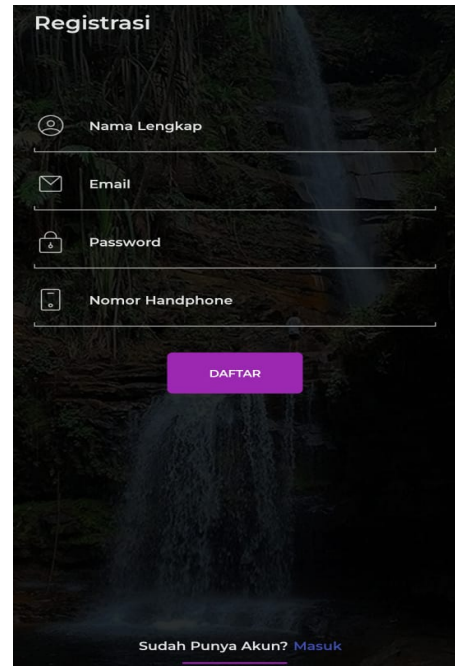 Registrasi
Nama Lengkap
Email
Password
Nomor Handphone
DAFTAR
Sudah Punya Akun? Masuk